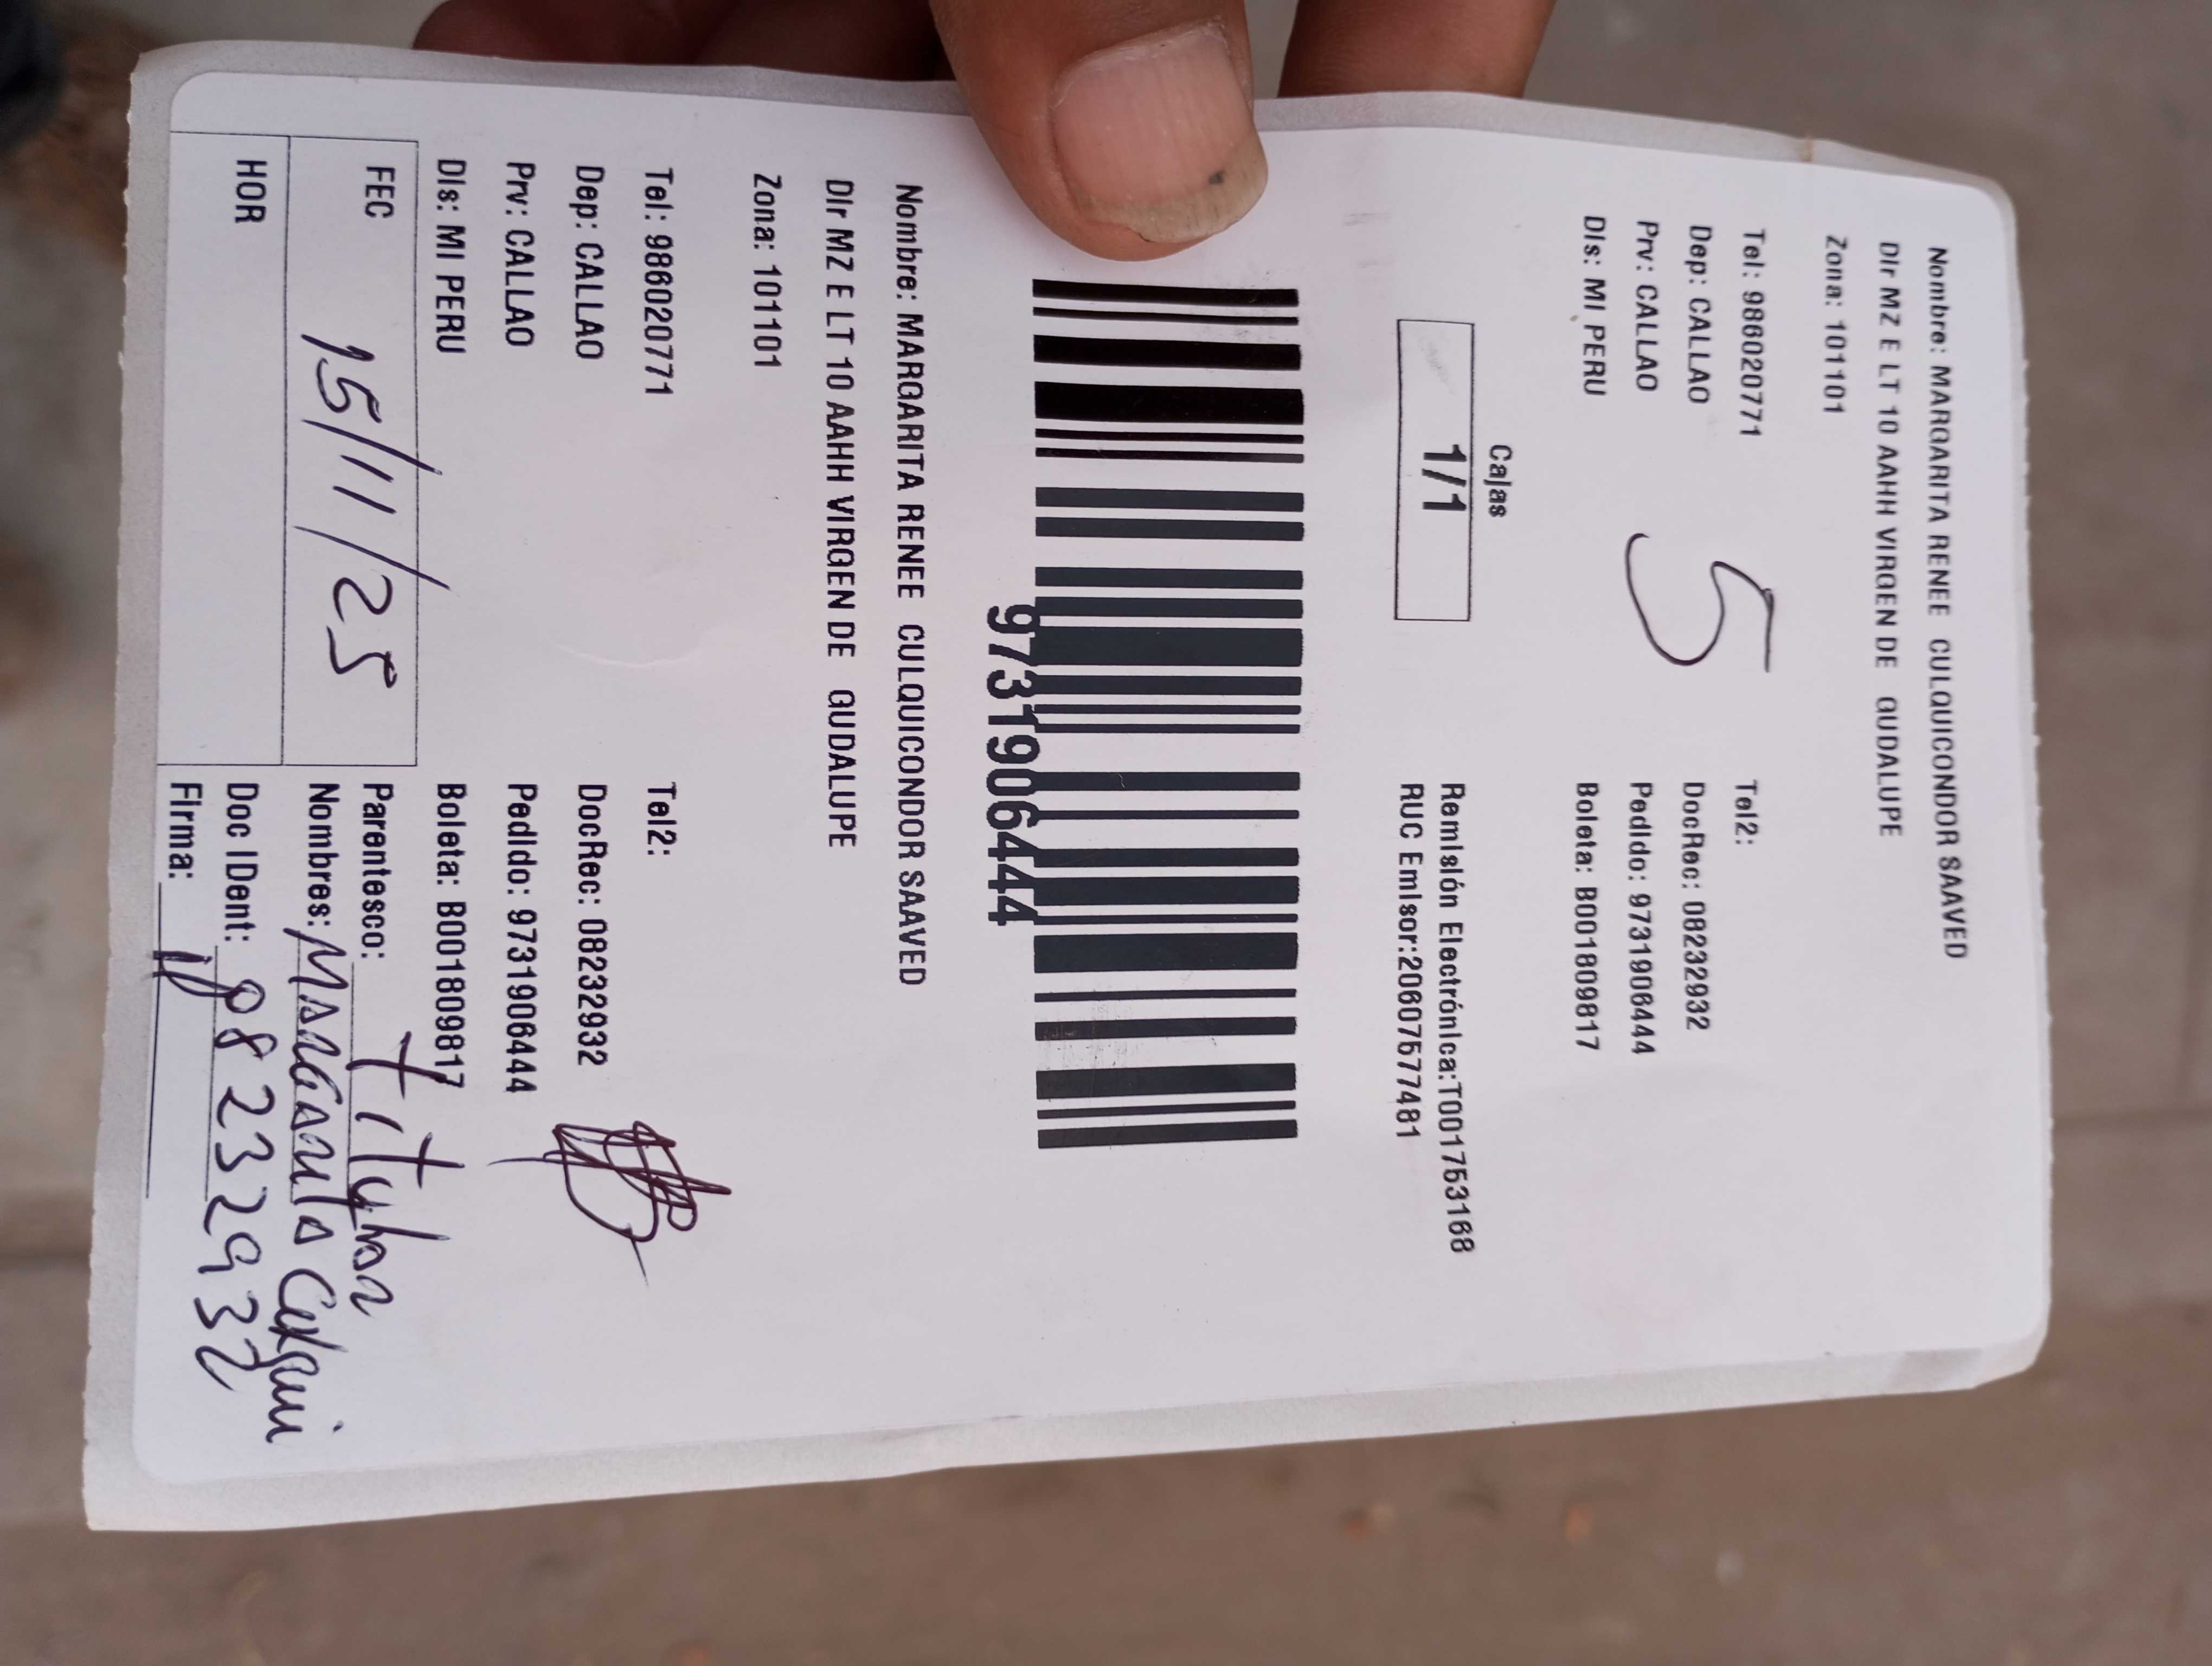 Nombre: MARGARITA RENEE CULQUICONDOR SAAVED
Dir MZ E LT 10 AAHH VIRGEN DE GUDALUPE
Zona: 101101
Tel: 986020771 Tel2:
Dep: CALLAO DocRec: 08232932
Prv: CALLAO Pedido: 9731906444
Dis: MI PERU Boleta: B001809817
5
Cajas
1/1
Remisión Electrónica:T001753168
RUC Emisor:20607577481
9731906444
Nombre: MARGARITA RENEE CULQUICONDOR SAAVED
Dir MZ E LT 10 AAHH VIRGEN DE GUDALUPE
Zona: 101101
Tel: 986020771 Tel2:
Dep: CALLAO DocRec: 08232932
Prv: CALLAO Pedido: 9731906444
Dis: MI PERU Boleta: B001809817
FEC 15/11/25 Parentesco: titular
Nombres: Margarita Culqui
HOR Doc IDent: 08232932
Firma: